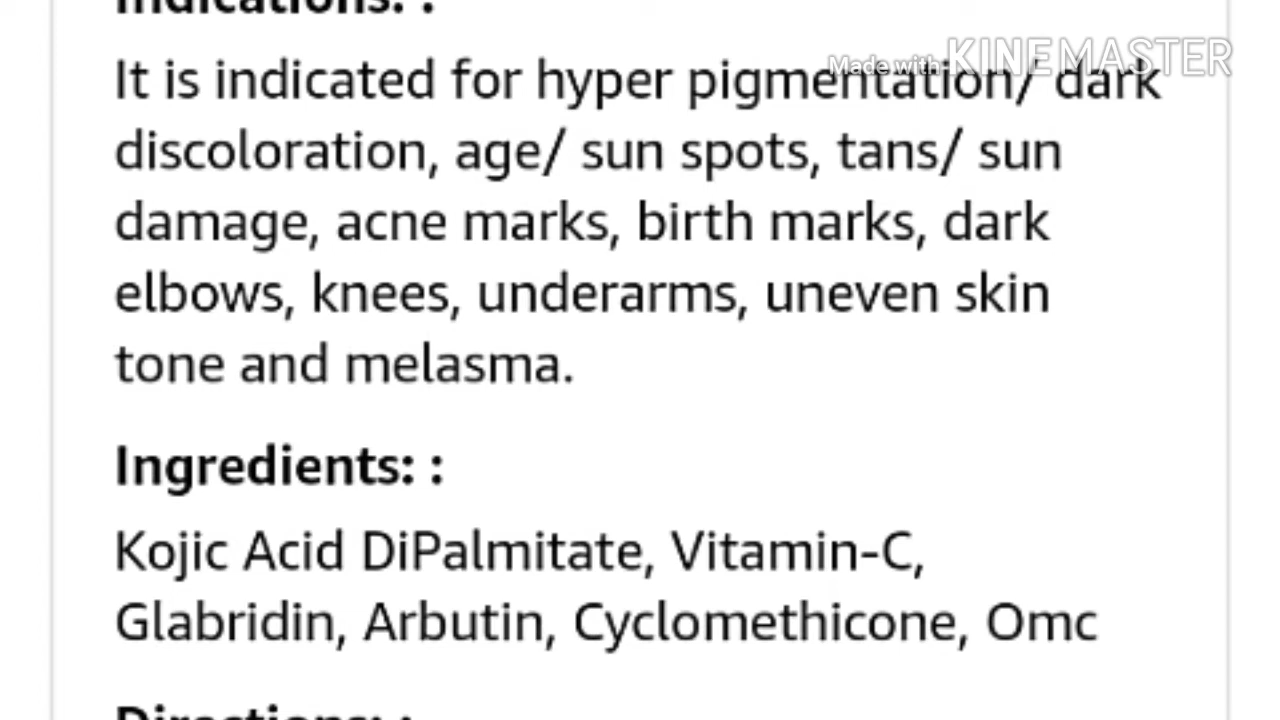 Indications: :
Made with KINEMASTER
It is indicated for hyper pigmentation/ dark
discoloration, age/ sun spots, tans/ sun
damage, acne marks, birth marks, dark
elbows, knees, underarms, uneven skin
tone and melasma.
Ingredients: :
Kojic Acid DiPalmitate, Vitamin-C,
Glabridin, Arbutin, Cyclomethicone, Omc
Directions: :